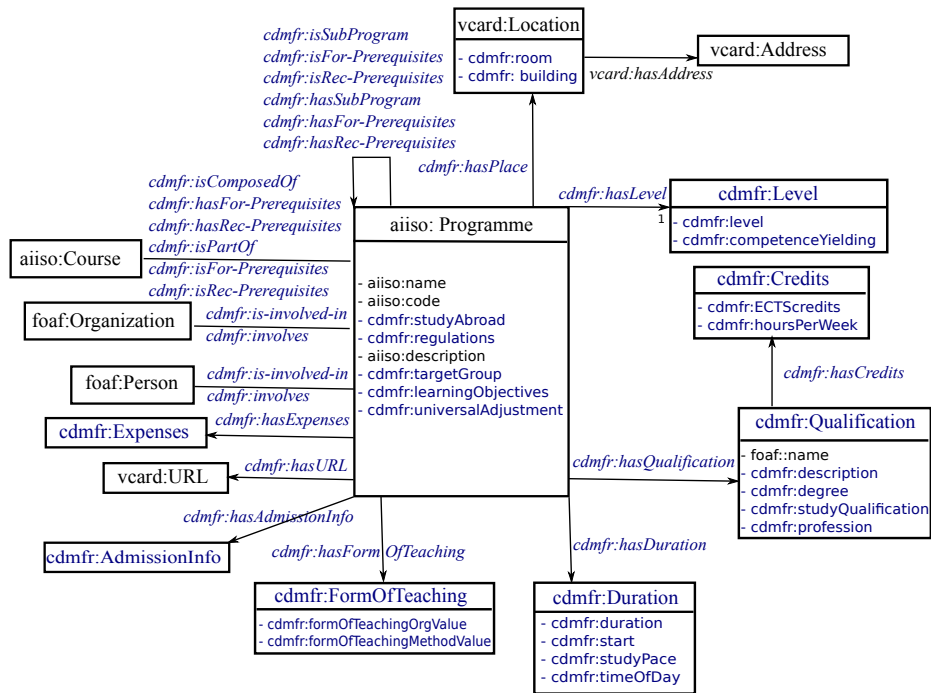 cdmfr:isSubProgram
cdmfr:isFor-Prerequisites
cdmfr:isRec-Prerequisites
cdmfr:hasSubProgram
cdmfr:hasFor-Prerequisites
cdmfr:hasRec-Prerequisites
vcard:Location
- cdmfr:room
- cdmfr: building
vcard:hasAddress
vcard:Address
cdmfr:hasPlace
cdmfr:hasLevel
1
cdmfr:Level
- cdmfr:level
- cdmfr:competenceYielding
cdmfr:isComposedOf
cdmfr:hasFor-Prerequisites
cdmfr:hasRec-Prerequisites
cdmfr:isPartOf
cdmfr:isFor-Prerequisites
cdmfr:isRec-Prerequisites
aiiso:Course
aiiso: Programme
- aiiso:name
- aiiso:code
- cdmfr:studyAbroad
- cdmfr:regulations
- aiiso:description
- cdmfr:targetGroup
- cdmfr:learningObjectives
- cdmfr:universalAdjustment
cdmfr:Credits
- cdmfr:ECTScredits
- cdmfr:hoursPerWeek
cdmfr:hasCredits
foaf:Organization
cdmfr:is-involved-in
cdmfr:involves
foaf:Person
cdmfr:is-involved-in
cdmfr:involves
cdmfr:Expenses
cdmfr:hasExpenses
vcard:URL
cdmfr:hasURL
cdmfr:hasQualification
cdmfr:Qualification
- foaf::name
- cdmfr:description
- cdmfr:degree
- cdmfr:studyQualification
- cdmfr:profession
cdmfr:hasAdmissionInfo
cdmfr:AdmissionInfo
cdmfr:hasForm OfTeaching
cdmfr:hasDuration
cdmfr:FormOfTeaching
- cdmfr:formOfTeachingOrgValue
- cdmfr:formOfTeachingMethodValue
cdmfr:Duration
- cdmfr:duration
- cdmfr:start
- cdmfr:studyPace
- cdmfr:timeOfDay